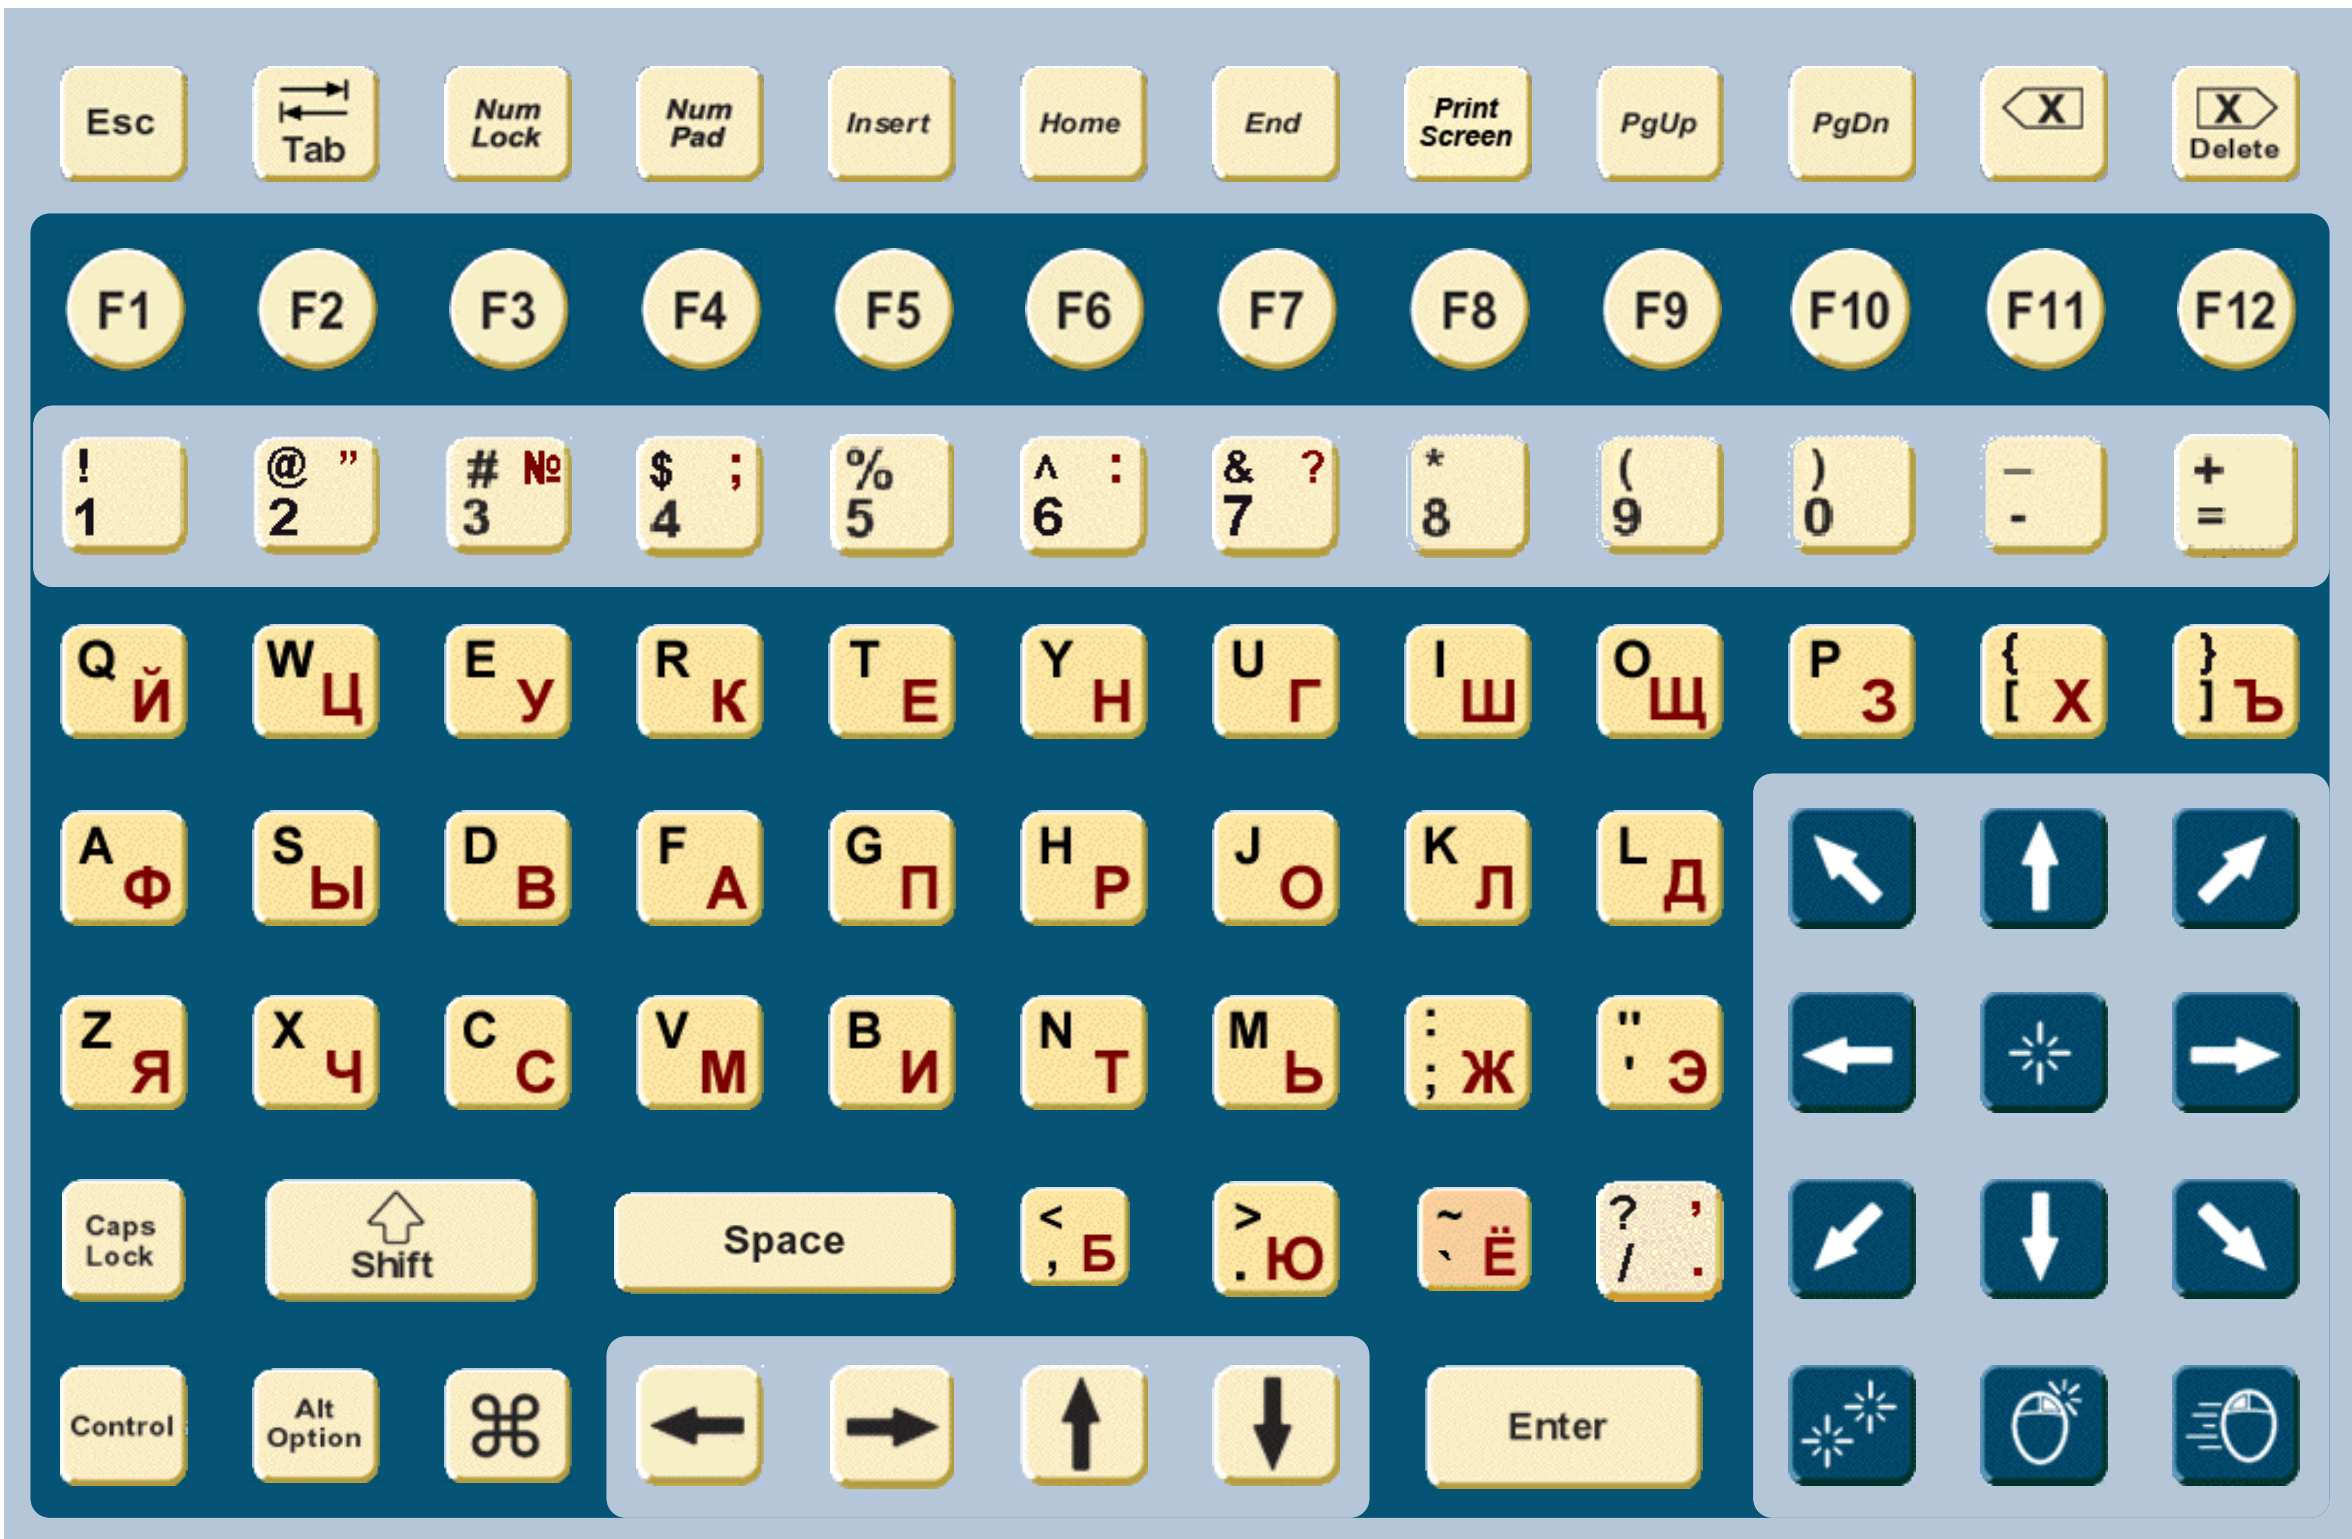 Esc Tab Num Lock Num Pad Insert Home End Print Screen PgUp PgDn X X Delete
F1 F2 F3 F4 F5 F6 F7 F8 F9 F10 F11 F12
! 1 @ ” 2 # № 3 $ ; 4 % 5 ^ : 6 & ? 7 * 8 ( 9 ) 0 _ - + =
Q Й W Ц E У R К T Е Y Н U Г I Ш O Щ P З { [ Х } ] Ъ
A Ф S Ы D В F А G П H Р J О K Л L Д
Z Я X Ч C С V М B И N Т M Ь : ; Ж " ' Э
Caps Lock Shift Space < , Б > . Ю ~ ` Ё ? / , .
Control Alt Option ⌘ Enter